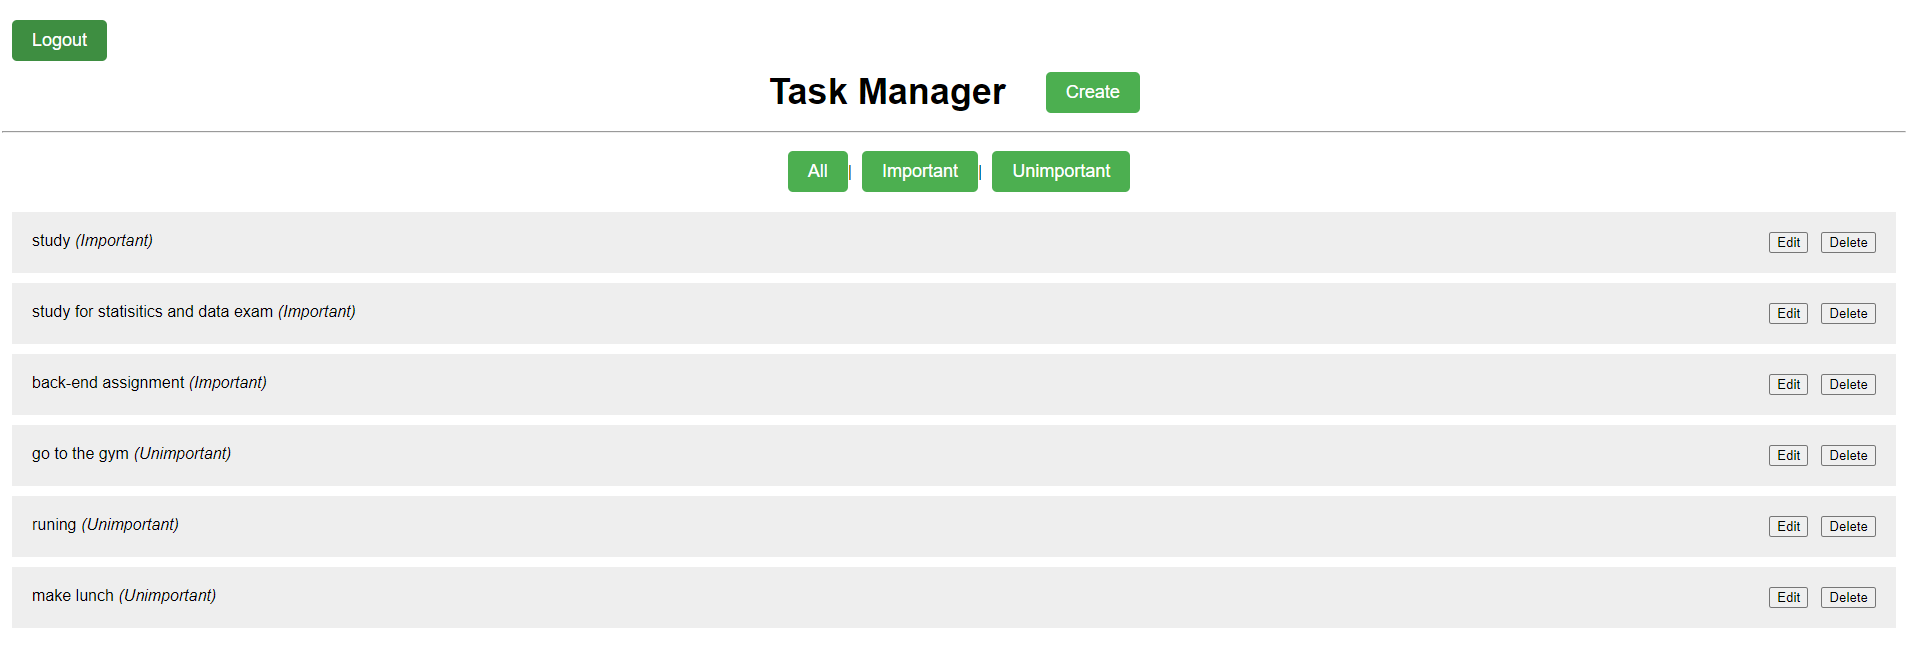 Logout
Task Manager Create
All | Important | Unimportant
study (Important) Edit Delete
study for statisitics and data exam (Important) Edit Delete
back-end assignment (Important) Edit Delete
go to the gym (Unimportant) Edit Delete
runing (Unimportant) Edit Delete
make lunch (Unimportant) Edit Delete